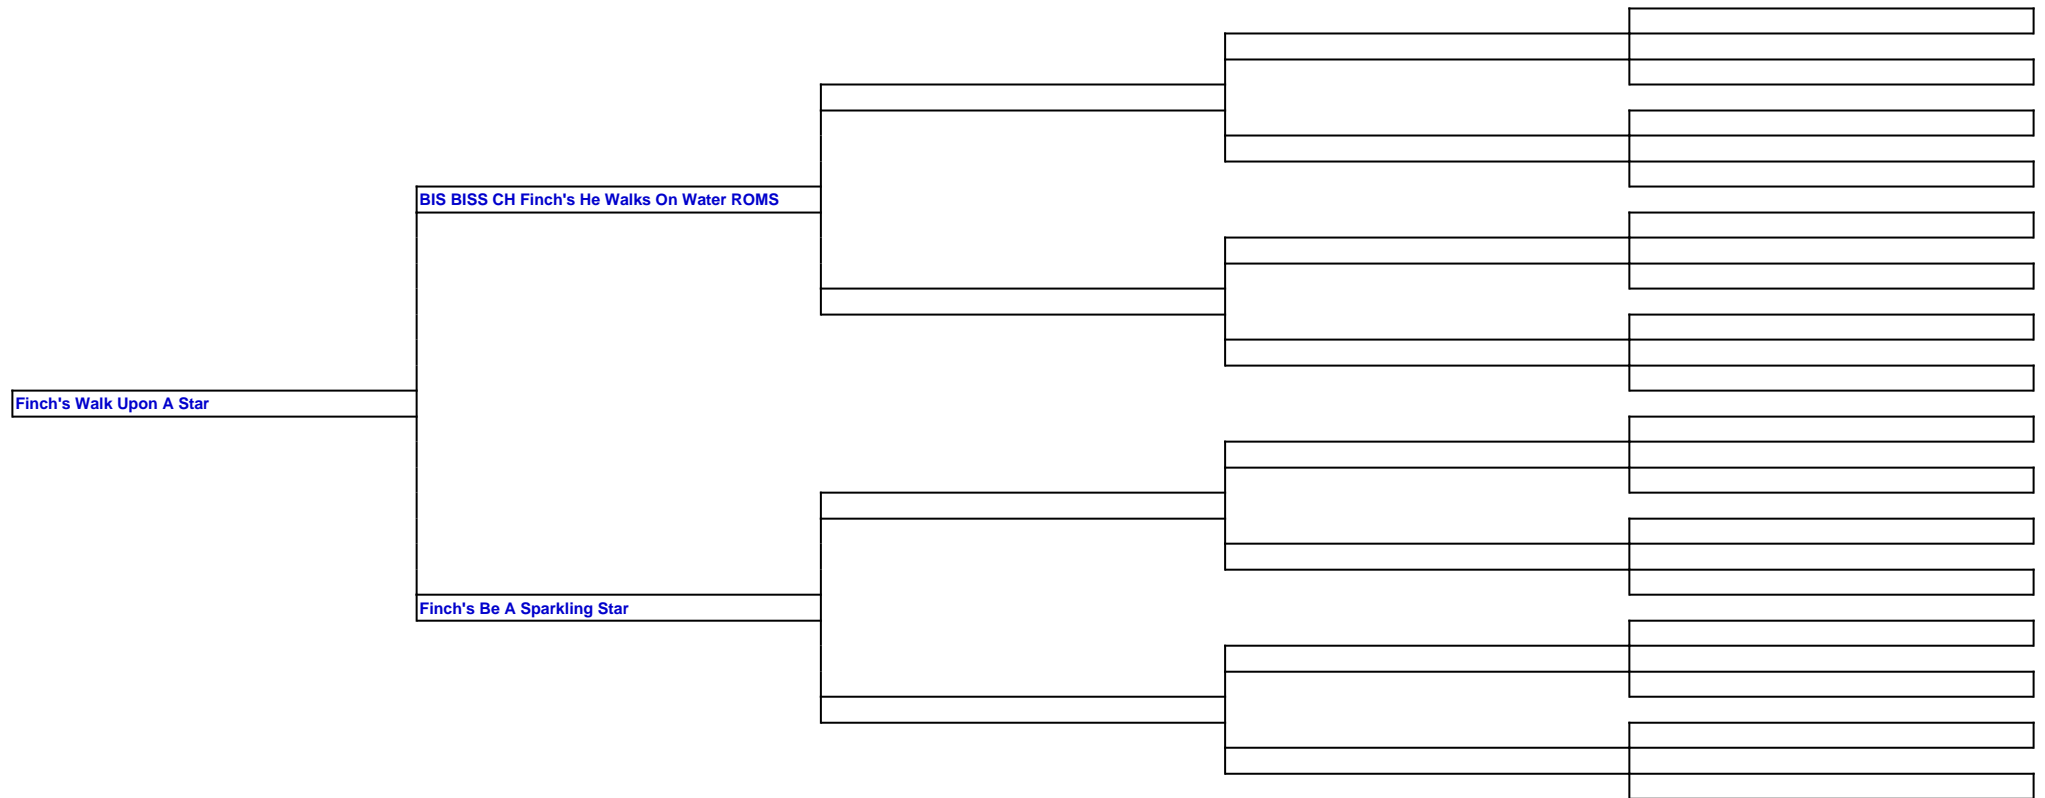 BIS BISS CH Finch's He Walks On Water ROMS
Finch's Walk Upon A Star
Finch's Be A Sparkling Star